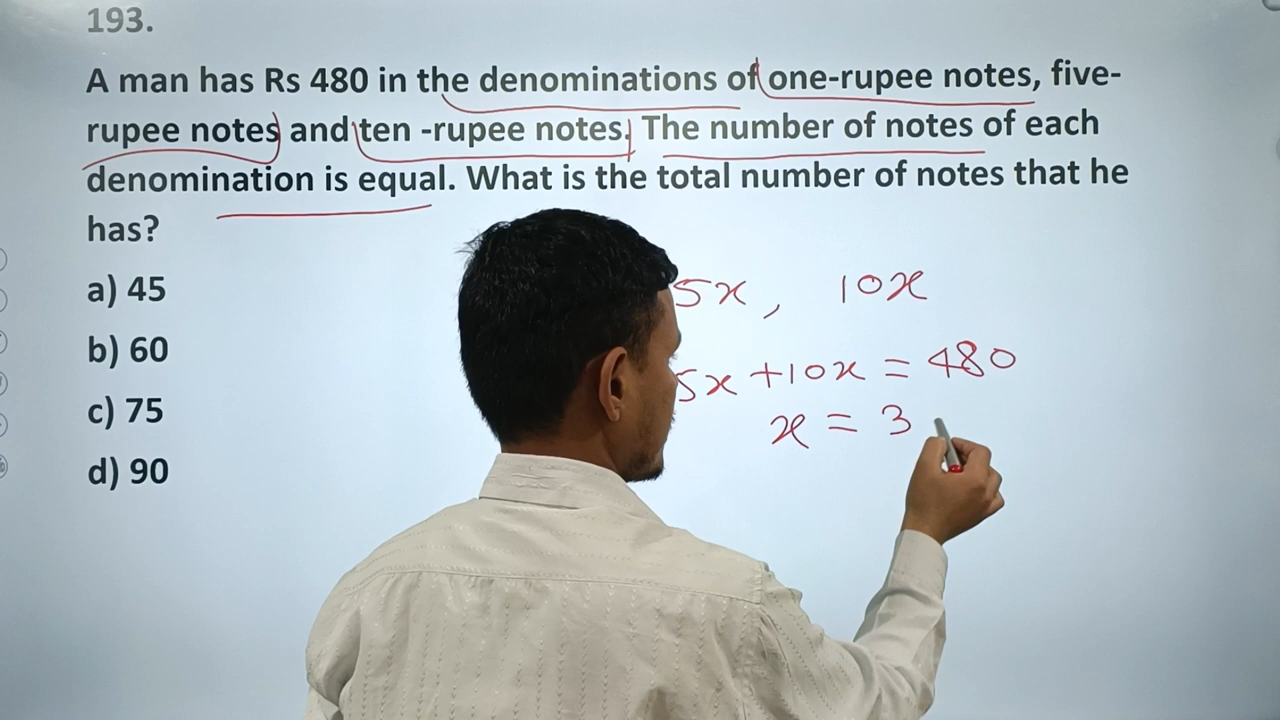 193.
A man has Rs 480 in the denominations of one-rupee notes, five-
rupee notes and ten -rupee notes. The number of notes of each
denomination is equal. What is the total number of notes that he
has?
a) 45
b) 60
c) 75
d) 90
5x, 10x
5x +10x = 480
x = 3